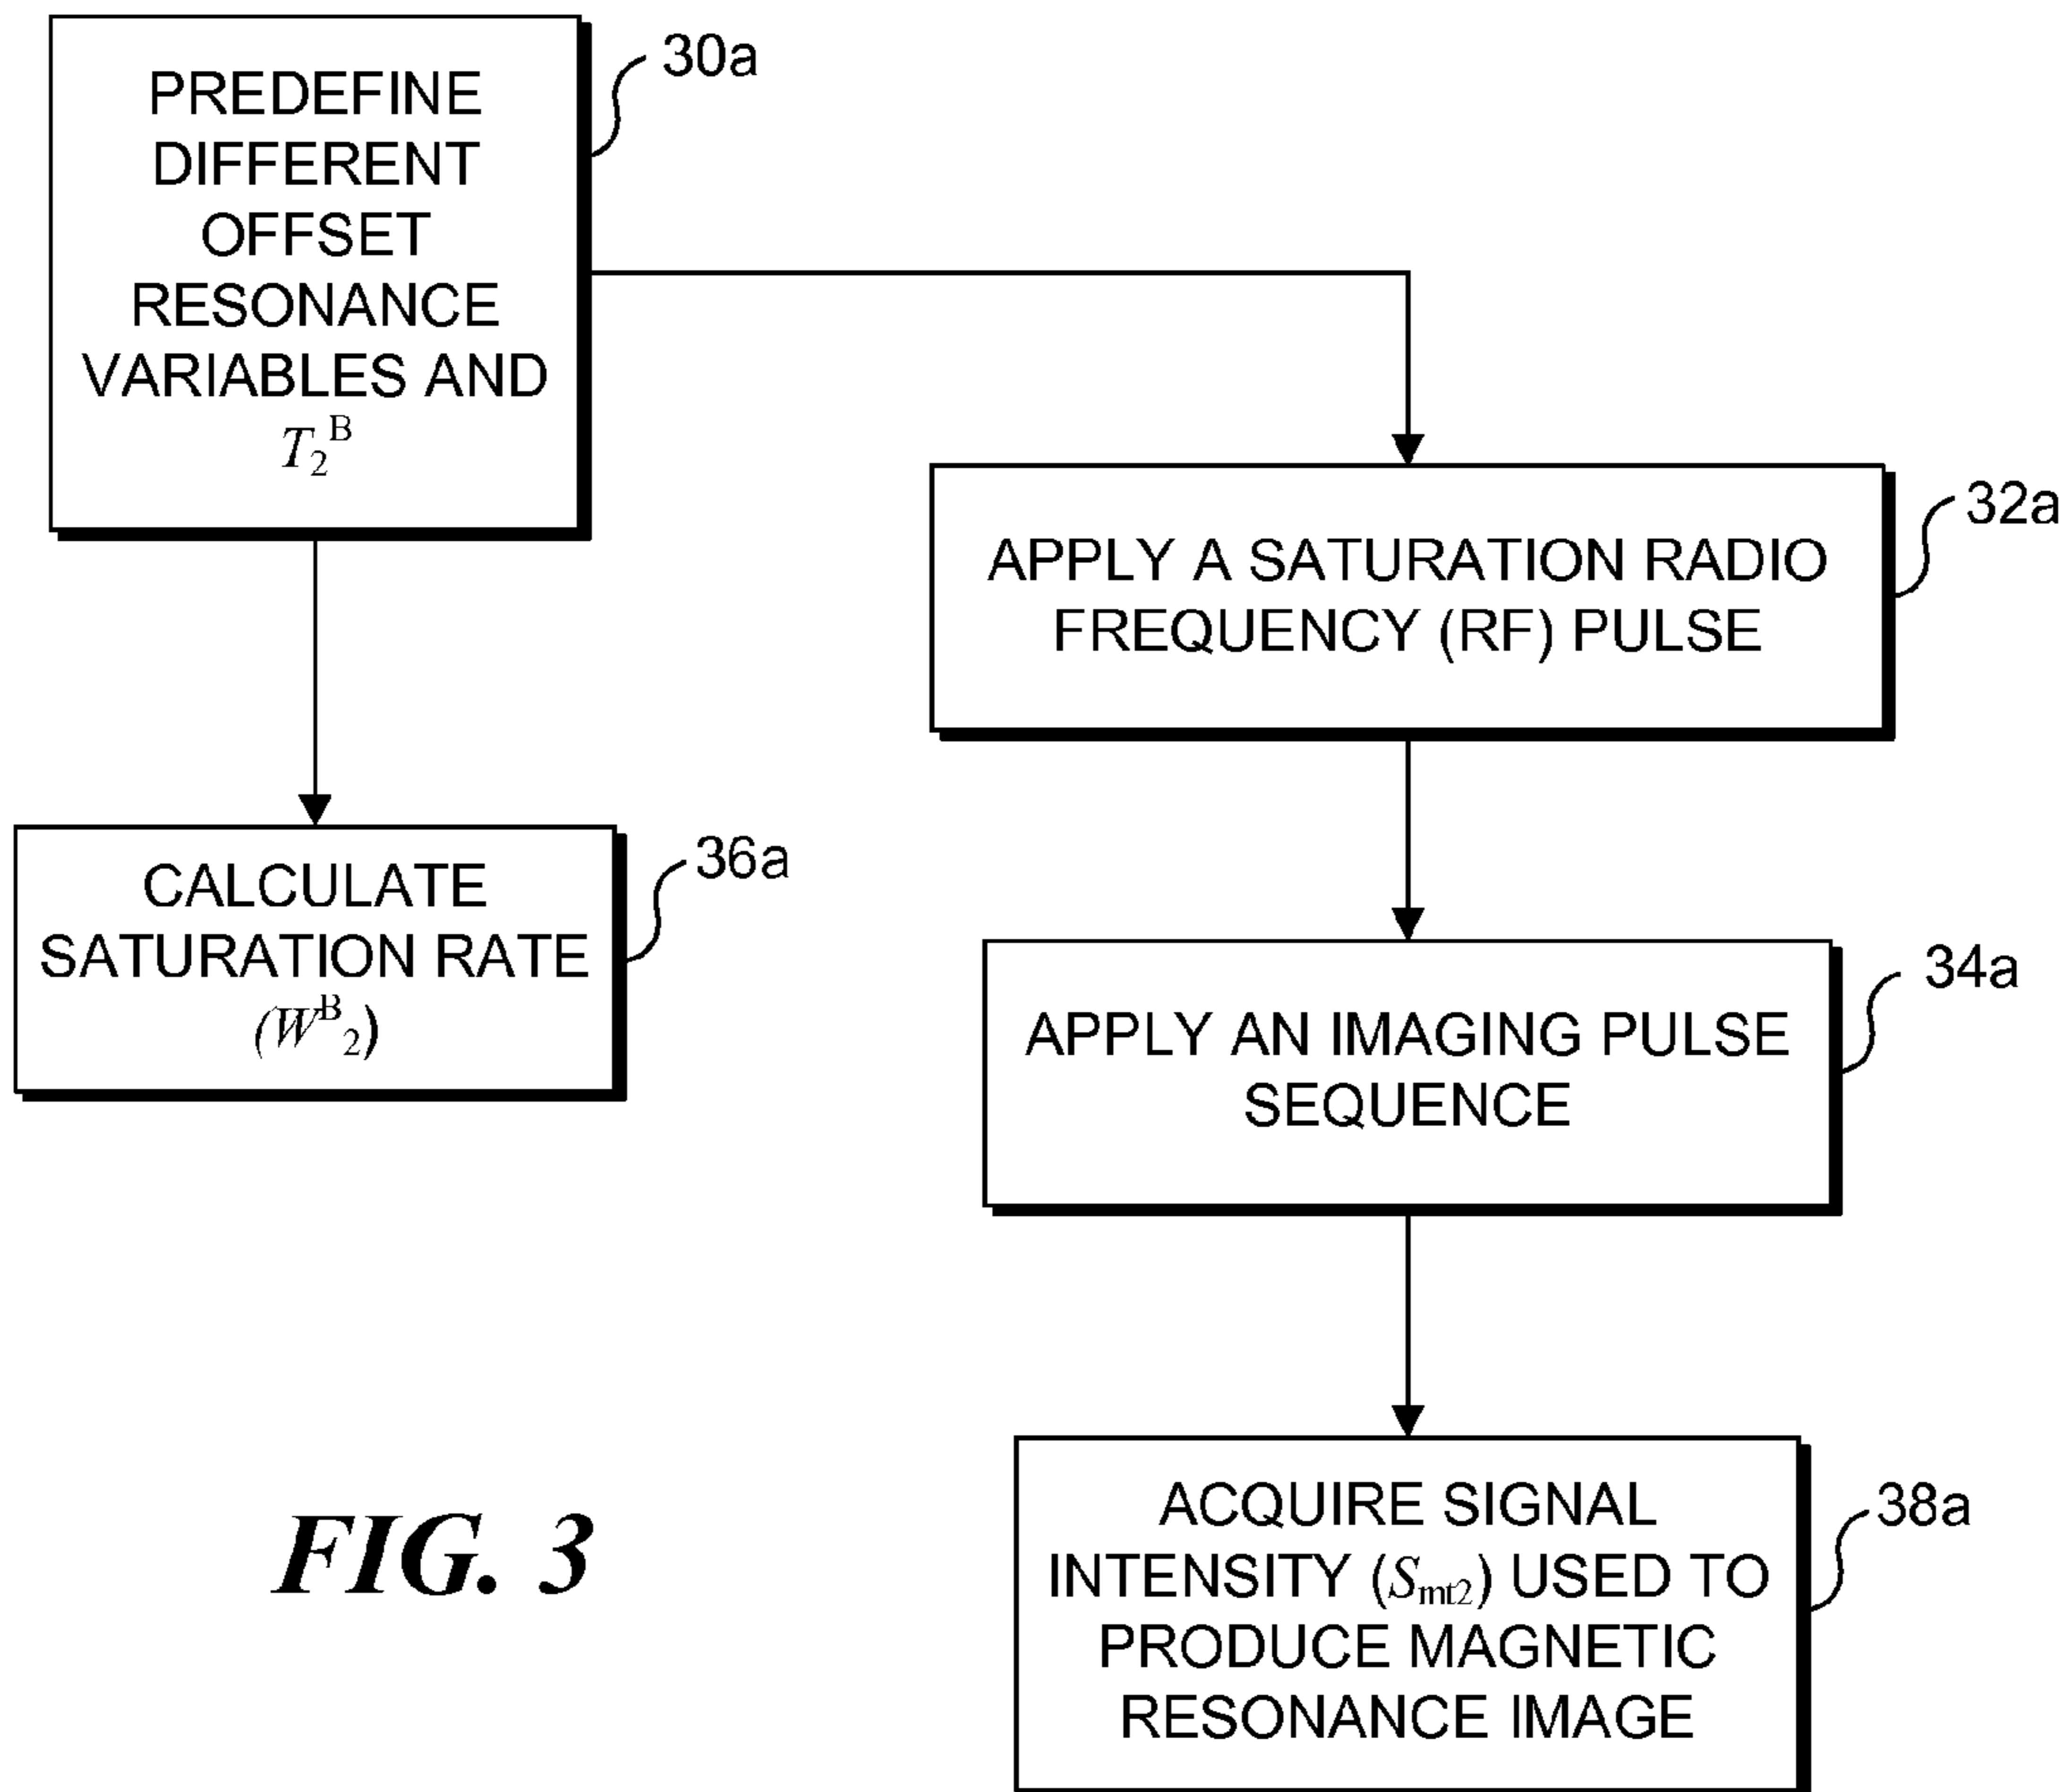 PREDEFINE
DIFFERENT
OFFSET
RESONANCE
VARIABLES AND
T₂ᴮ
30a
APPLY A SATURATION RADIO
FREQUENCY (RF) PULSE
32a
CALCULATE
SATURATION RATE
(Wᴮ₂)
36a
APPLY AN IMAGING PULSE
SEQUENCE
34a
ACQUIRE SIGNAL
INTENSITY (Smt2) USED TO
PRODUCE MAGNETIC
RESONANCE IMAGE
38a
FIG. 3